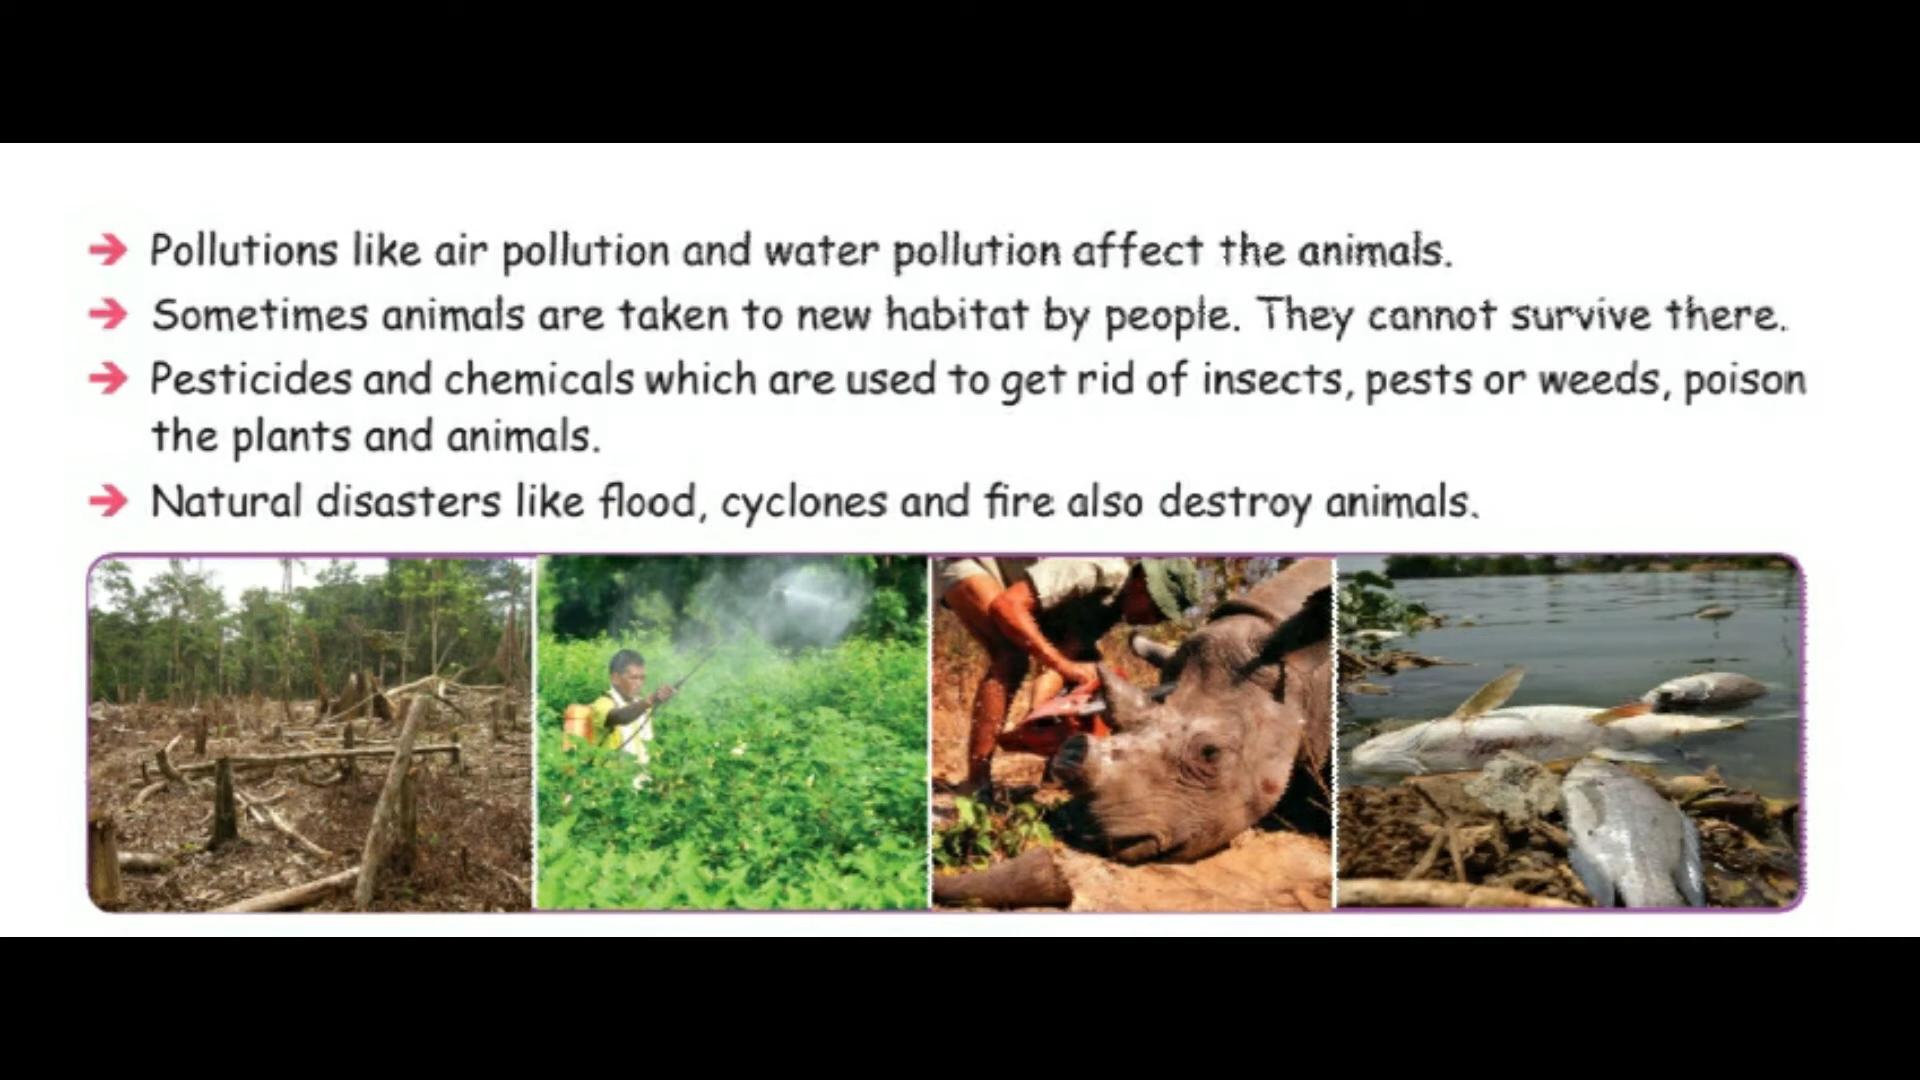 Pollutions like air pollution and water pollution affect the animals.
Sometimes animals are taken to new habitat by people. They cannot survive there.
Pesticides and chemicals which are used to get rid of insects, pests or weeds, poison
the plants and animals.
Natural disasters like flood, cyclones and fire also destroy animals.